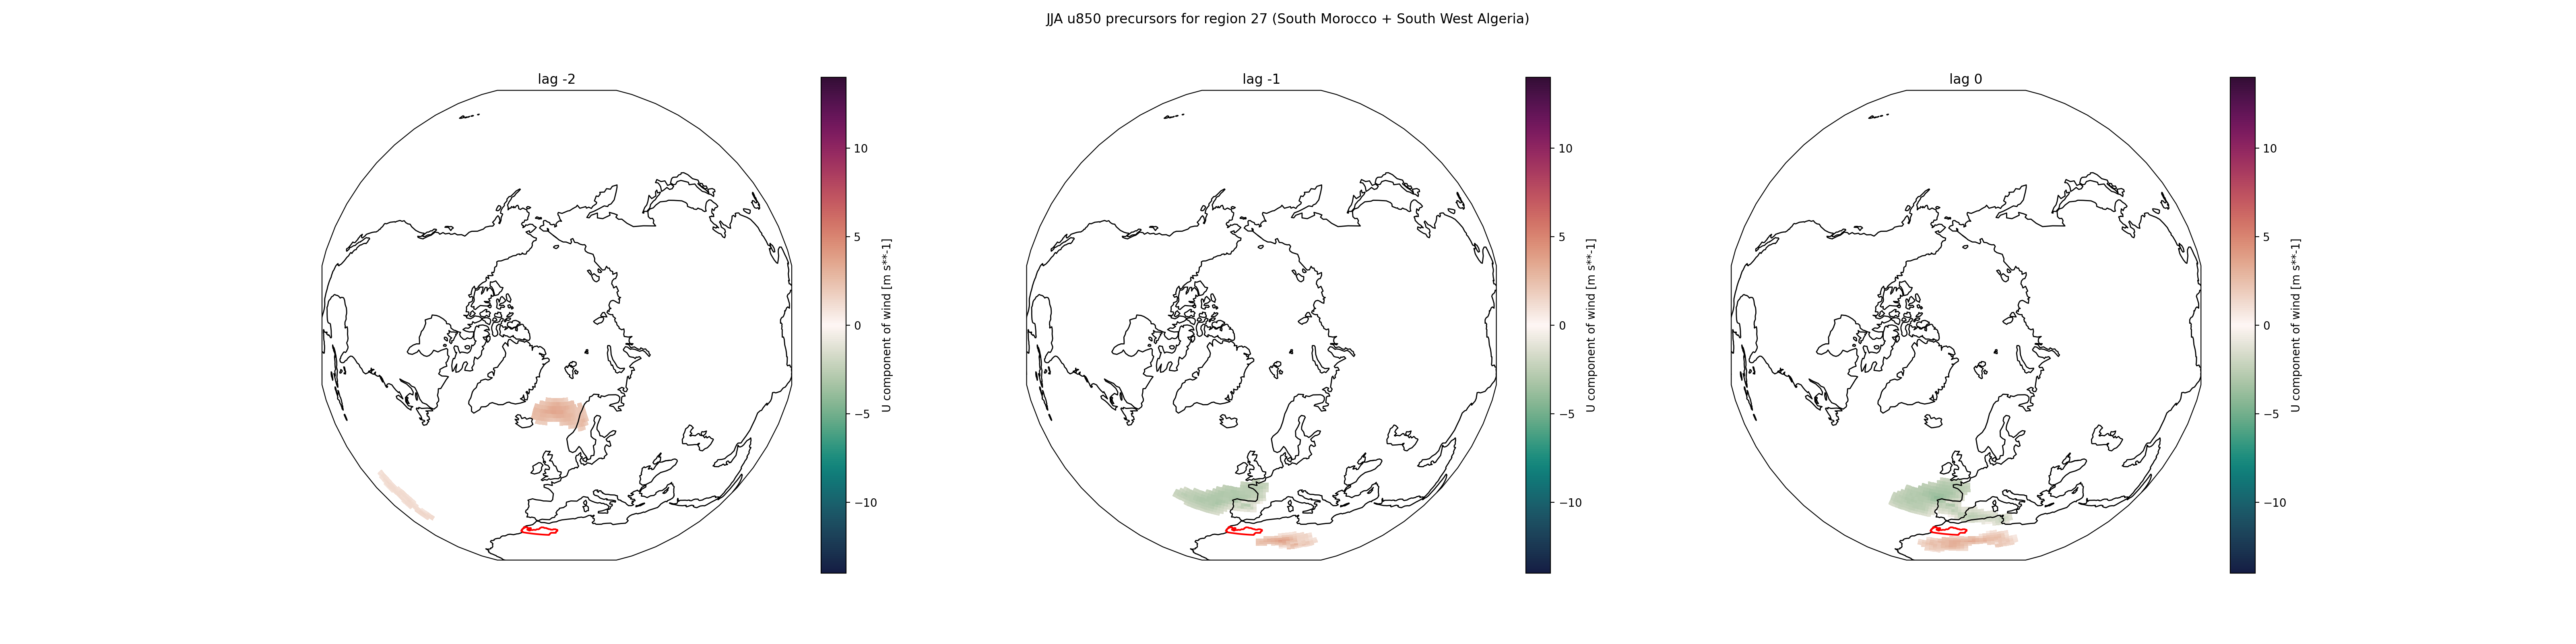 JJA u850 precursors for region 27 (South Morocco + South West Algeria)
lag -2
10
5
0
−5
−10
U component of wind [m s**-1]
lag -1
10
5
0
−5
−10
U component of wind [m s**-1]
lag 0
10
5
0
−5
−10
U component of wind [m s**-1]